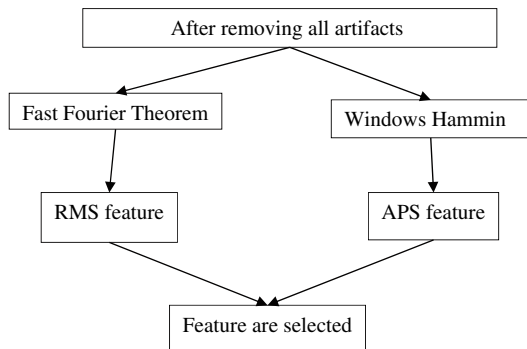 After removing all artifacts
Fast Fourier Theorem
Windows Hammin
RMS feature
APS feature
Feature are selected